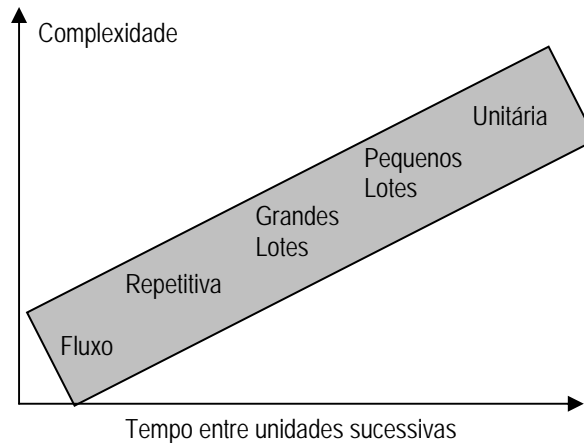 Complexidade
Unitária
Pequenos
Lotes
Grandes
Lotes
Repetitiva
Fluxo
Tempo entre unidades sucessivas